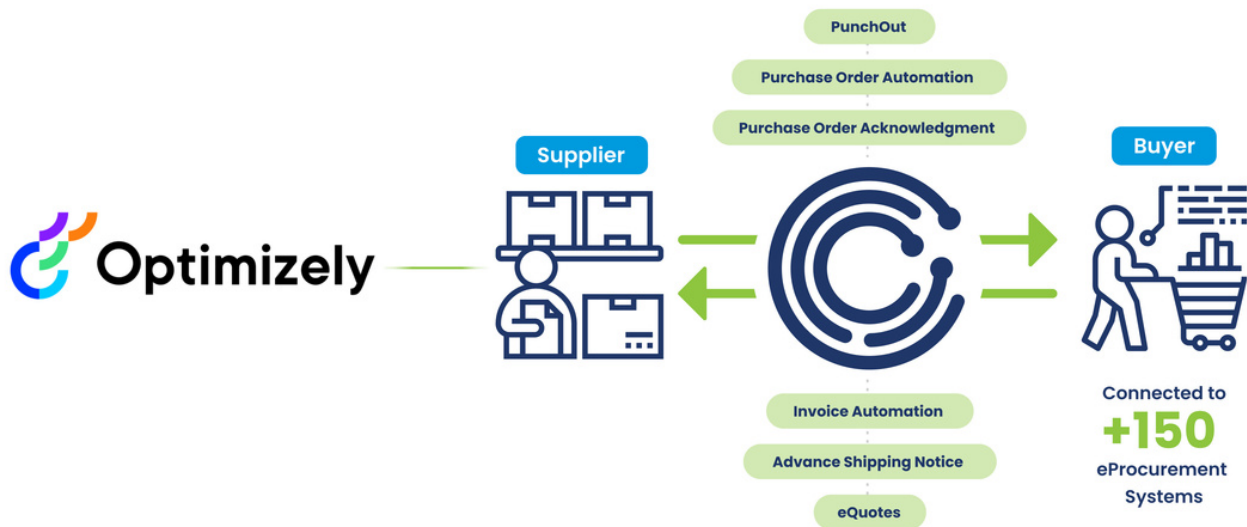 Optimizely
Supplier
PunchOut
Purchase Order Automation
Purchase Order Acknowledgment
Invoice Automation
Advance Shipping Notice
eQuotes
Buyer
Connected to
+150
eProcurement
Systems